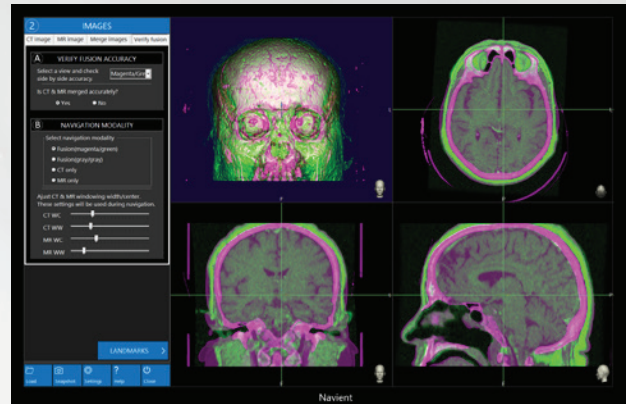 2 IMAGES
CT Image MR Image Merge Images Verify Fusion
A VERIFY FUSION ACCURACY
Select a view and check
side by side accuracy.
Magenta/Gre
Is CT & MR merged accurately?
Yes No
B NAVIGATION MODALITY
Select navigation modality
Fusion(magenta/green)
Fusion(gray/gray)
CT only
MR only
Ajust CT & MR windowing width/center.
These settings will be used during navigation.
CT WC
CT WW
MR WC
MR WW
LANDMARKS >
Load Snapshot Settings ? Help Close
Navient